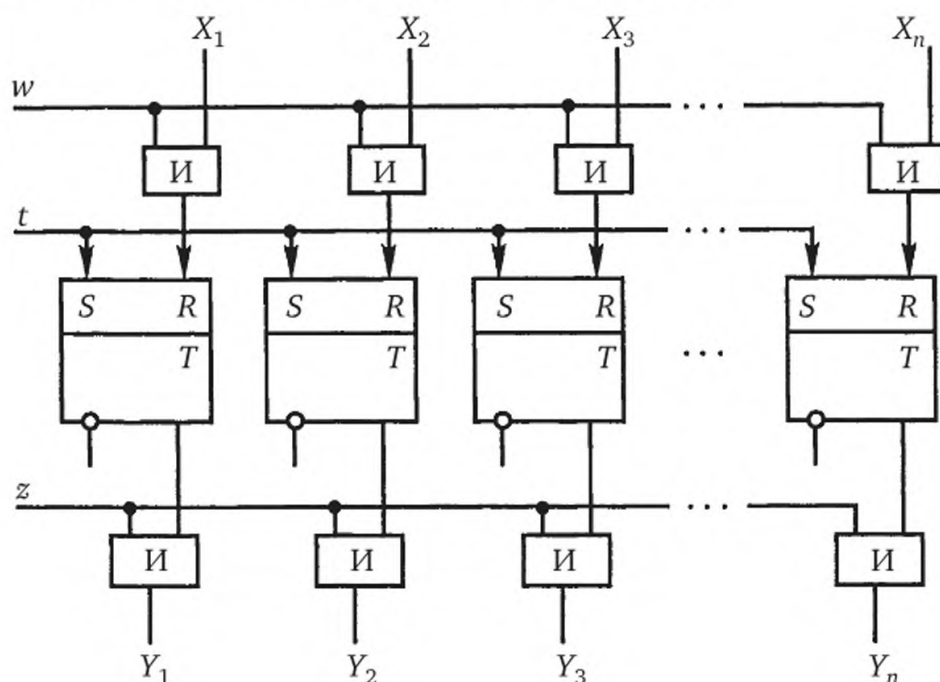 X₁ X₂ X₃ Xₙ
w
...
И И И И
t
...
S R S R S R S R
T T T ... T
z
...
И И И И
Y₁ Y₂ Y₃ Yₙ